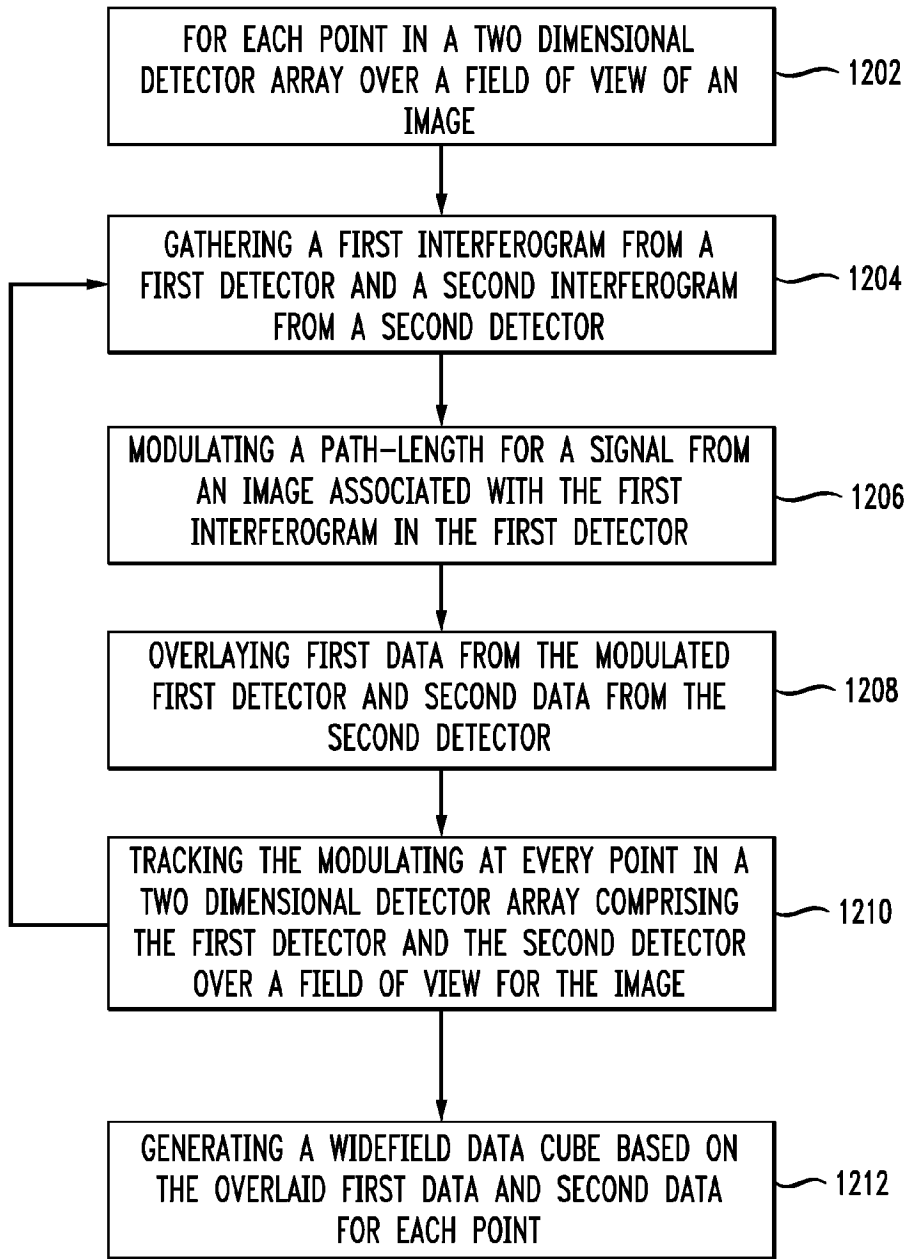 FOR EACH POINT IN A TWO DIMENSIONAL
DETECTOR ARRAY OVER A FIELD OF VIEW OF AN
IMAGE
1202
GATHERING A FIRST INTERFEROGRAM FROM A
FIRST DETECTOR AND A SECOND INTERFEROGRAM
FROM A SECOND DETECTOR
1204
MODULATING A PATH-LENGTH FOR A SIGNAL FROM
AN IMAGE ASSOCIATED WITH THE FIRST
INTERFEROGRAM IN THE FIRST DETECTOR
1206
OVERLAYING FIRST DATA FROM THE MODULATED
FIRST DETECTOR AND SECOND DATA FROM THE
SECOND DETECTOR
1208
TRACKING THE MODULATING AT EVERY POINT IN A
TWO DIMENSIONAL DETECTOR ARRAY COMPRISING
THE FIRST DETECTOR AND THE SECOND DETECTOR
OVER A FIELD OF VIEW FOR THE IMAGE
1210
GENERATING A WIDEFIELD DATA CUBE BASED ON
THE OVERLAID FIRST DATA AND SECOND DATA
FOR EACH POINT
1212